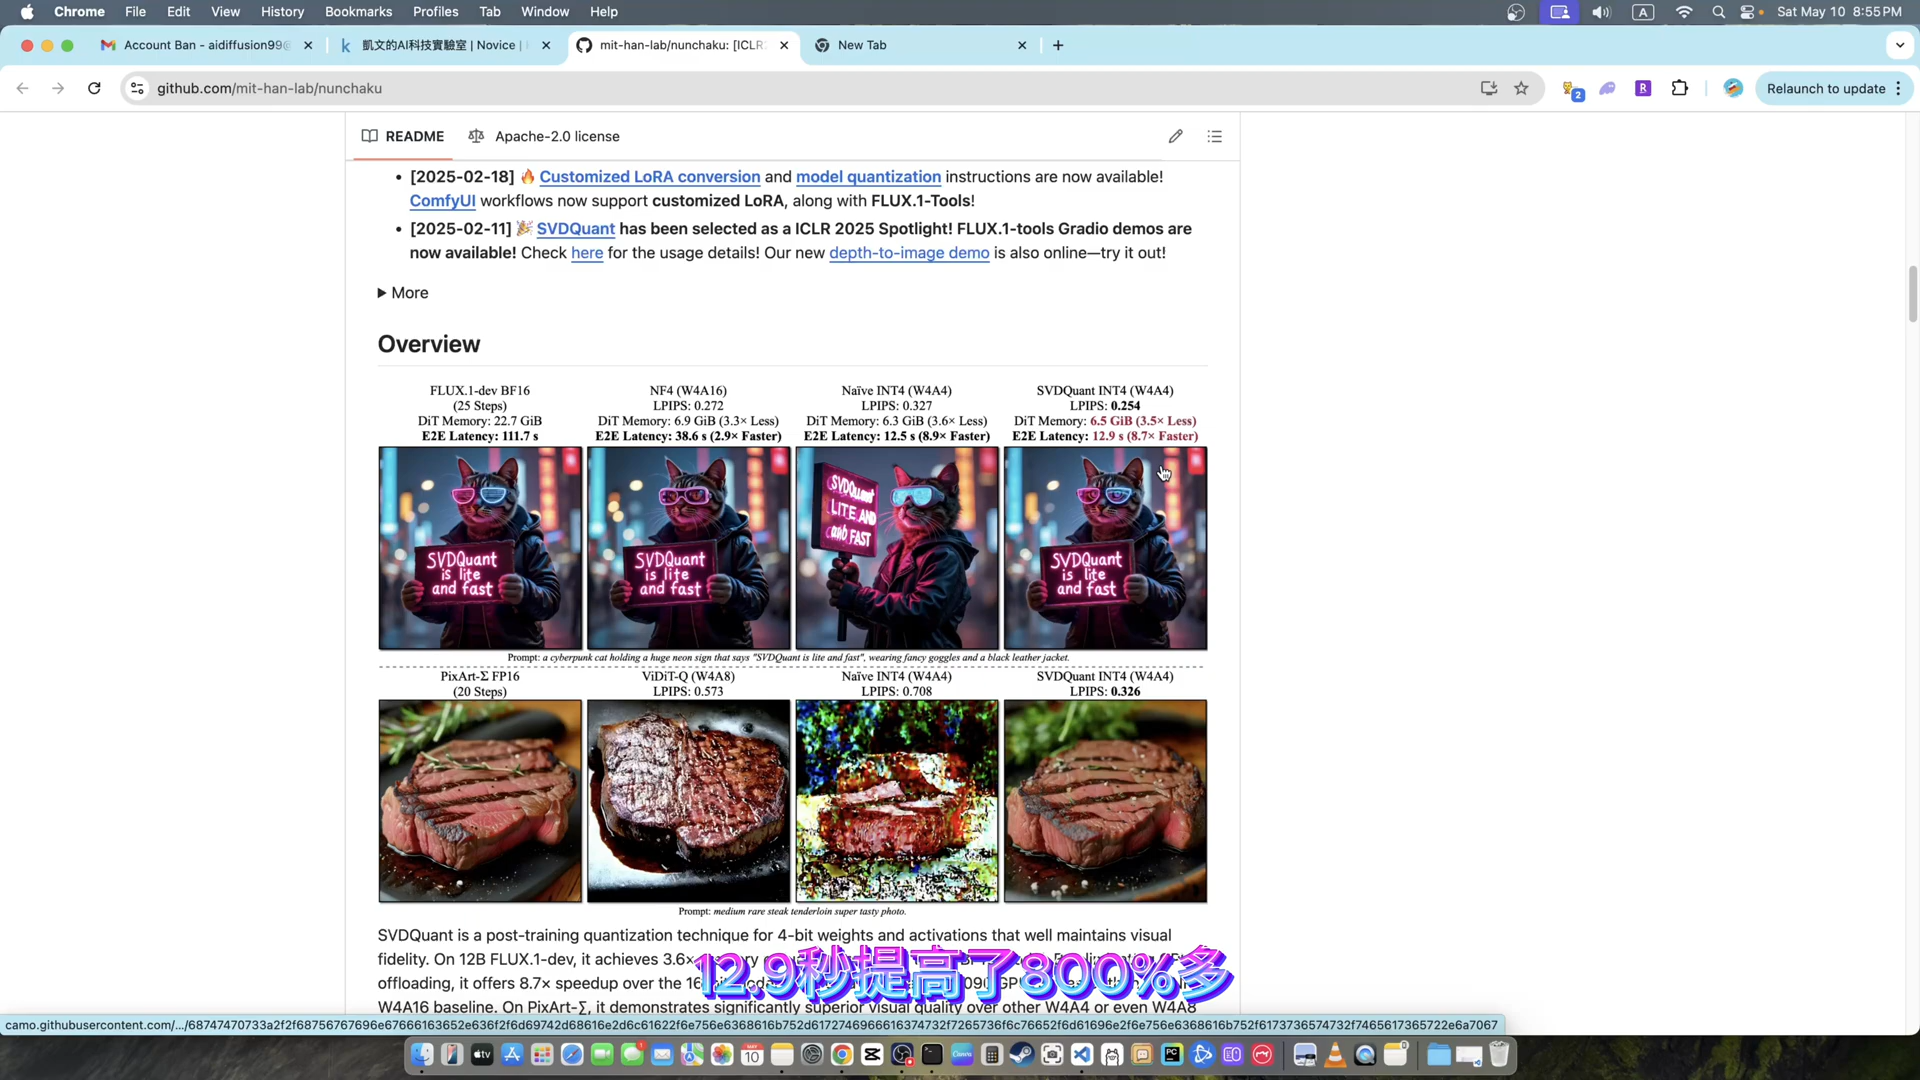 Chrome File Edit View History Bookmarks Profiles Tab Window Help
A Sat May 10 8:55 PM
Account Ban - aidiffusion99@
凱文的AI科技實驗室 | Novice |
mit-han-lab/nunchaku: [ICLR
New Tab
github.com/mit-han-lab/nunchaku
2
R
Relaunch to update
README
Apache-2.0 license
• [2025-02-18] 🔥 Customized LoRA conversion and model quantization instructions are now available!
ComfyUI workflows now support customized LoRA, along with FLUX.1-Tools!
• [2025-02-11] 🎉 SVDQuant has been selected as a ICLR 2025 Spotlight! FLUX.1-tools Gradio demos are
now available! Check here for the usage details! Our new depth-to-image demo is also online—try it out!
More
Overview
FLUX.1-dev BF16
(25 Steps)
DiT Memory: 22.7 GiB
E2E Latency: 111.7 s
NF4 (W4A16)
LPIPS: 0.272
DiT Memory: 6.9 GiB (3.3× Less)
E2E Latency: 38.6 s (2.9× Faster)
Naïve INT4 (W4A4)
LPIPS: 0.327
DiT Memory: 6.3 GiB (3.6× Less)
E2E Latency: 12.5 s (8.9× Faster)
SVDQuant INT4 (W4A4)
LPIPS: 0.254
DiT Memory: 6.5 GiB (3.5× Less)
E2E Latency: 12.9 s (8.7× Faster)
SVDQuant
is lite
and fast
SVDQuant
is lite
and fast
SVDQuant
LITE AND
and FAST
SVDQuant
is lite
and fast
Prompt: a cyberpunk cat holding a huge neon sign that says "SVDQuant is lite and fast", wearing fancy goggles and a black leather jacket.
PixArt-Σ FP16
(20 Steps)
ViDiT-Q (W4A8)
LPIPS: 0.573
Naïve INT4 (W4A4)
LPIPS: 0.708
SVDQuant INT4 (W4A4)
LPIPS: 0.326
Prompt: medium rare steak tenderloin super tasty photo.
SVDQuant is a post-training quantization technique for 4-bit weights and activations that well maintains visual
fidelity. On 12B FLUX.1-dev, it achieves 3.6×
offloading, it offers 8.7× speedup over the 16
W4A16 baseline. On PixArt-Σ, it demonstrates significantly superior visual quality over other W4A4 or even W4A8
12.9秒提高了800%多